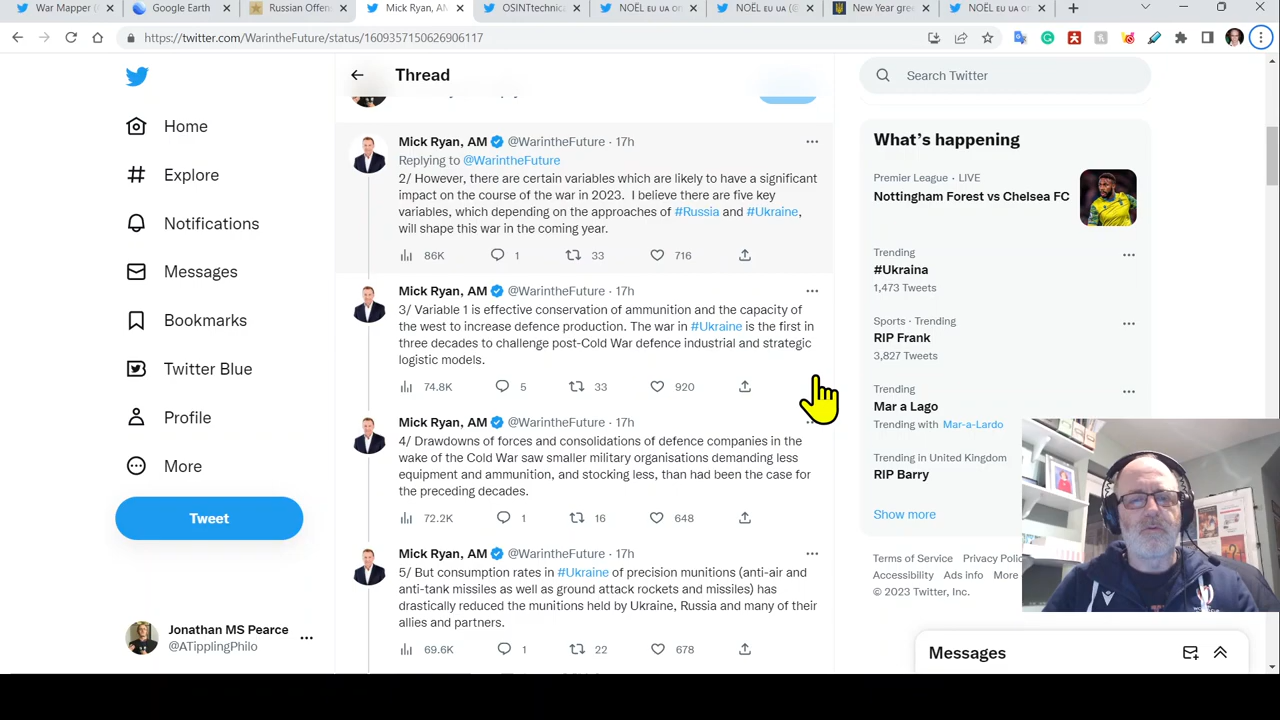 War Mapper (
Google Earth
Russian Offen
Mick Ryan, AM
OSINTtechnica
NOËL EU UA on
NOËL EU UA (@
New Year gree
NOËL EU UA on
https://twitter.com/WarintheFuture/status/1609357150626906117
Home
Explore
Notifications
Messages
Bookmarks
Twitter Blue
Profile
More
Tweet
Jonathan MS Pearce
@ATipplingPhilo
Thread
Mick Ryan, AM @WarintheFuture · 17h
Replying to @WarintheFuture
2/ However, there are certain variables which are likely to have a significant
impact on the course of the war in 2023. I believe there are five key
variables, which depending on the approaches of #Russia and #Ukraine,
will shape this war in the coming year.
86K 1 33 716
Mick Ryan, AM @WarintheFuture · 17h
3/ Variable 1 is effective conservation of ammunition and the capacity of
the west to increase defence production. The war in #Ukraine is the first in
three decades to challenge post-Cold War defence industrial and strategic
logistic models.
74.8K 5 33 920
Mick Ryan, AM @WarintheFuture · 17h
4/ Drawdowns of forces and consolidations of defence companies in the
wake of the Cold War saw smaller military organisations demanding less
equipment and ammunition, and stocking less, than had been the case for
the preceding decades.
72.2K 1 16 648
Mick Ryan, AM @WarintheFuture · 17h
5/ But consumption rates in #Ukraine of precision munitions (anti-air and
anti-tank missiles as well as ground attack rockets and missiles) has
drastically reduced the munitions held by Ukraine, Russia and many of their
allies and partners.
69.6K 1 22 678
Search Twitter
What's happening
Premier League · LIVE
Nottingham Forest vs Chelsea FC
Trending
#Ukraina
1,473 Tweets
Sports · Trending
RIP Frank
3,827 Tweets
Trending
Mar a Lago
Trending with Mar-a-Lardo
Trending in United Kingdom
RIP Barry
Show more
Terms of Service Privacy Polic
Accessibility Ads info More
© 2023 Twitter, Inc.
Messages